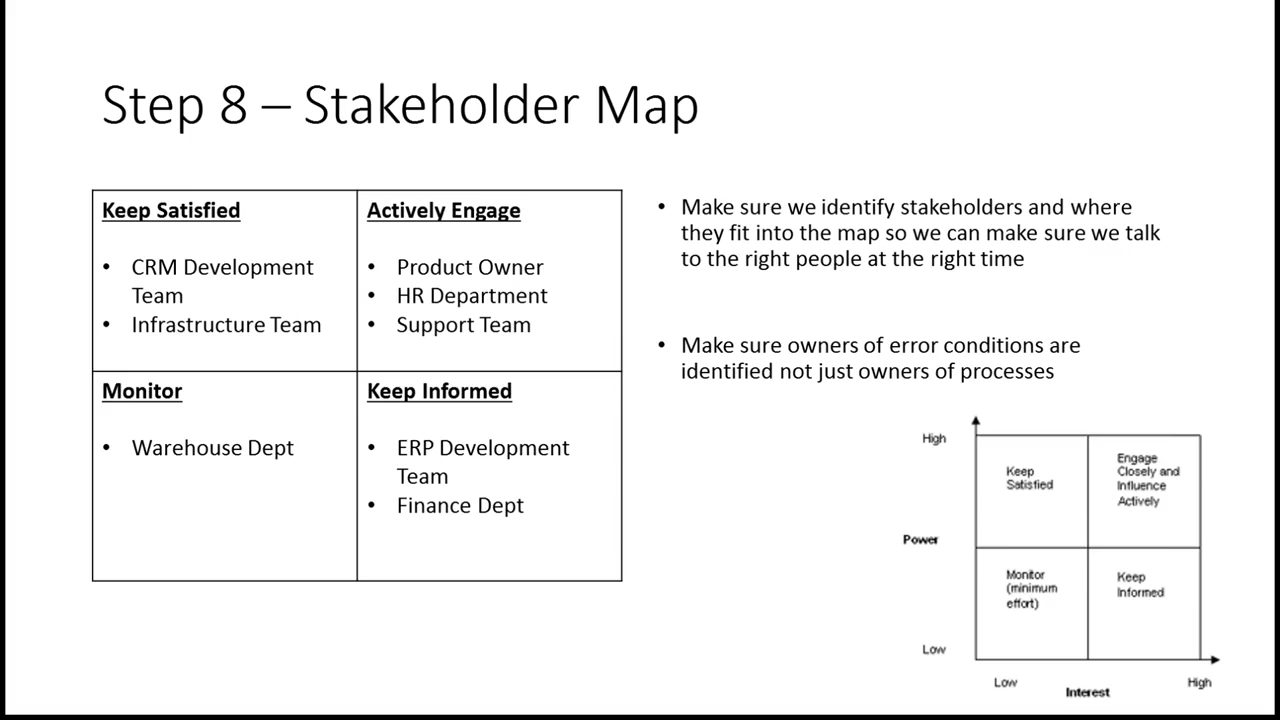 Step 8 – Stakeholder Map
Keep Satisfied
• CRM Development
Team
• Infrastructure Team
Actively Engage
• Product Owner
• HR Department
• Support Team
Monitor
• Warehouse Dept
Keep Informed
• ERP Development
Team
• Finance Dept
• Make sure we identify stakeholders and where
they fit into the map so we can make sure we talk
to the right people at the right time
• Make sure owners of error conditions are
identified not just owners of processes
High
Keep
Satisfied
Engage
Closely and
Influence
Actively
Power
Monitor
(minimum
effort)
Keep
Informed
Low
Low
Interest
High